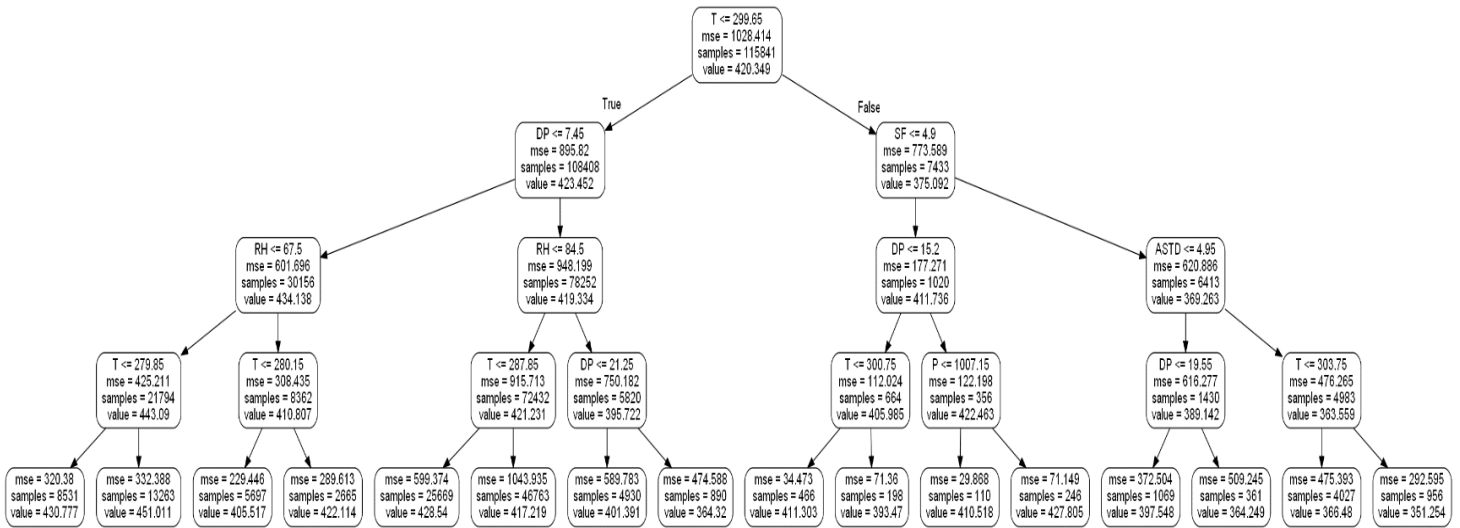 T <= 299.65
mse = 1028.414
samples = 115841
value = 420.349
True
False
DP <= 7.45
mse = 895.82
samples = 108408
value = 423.452
SF <= 4.9
mse = 773.589
samples = 7433
value = 375.092
RH <= 67.5
mse = 601.696
samples = 30156
value = 434.138
RH <= 84.5
mse = 948.199
samples = 78252
value = 419.334
DP <= 15.2
mse = 177.271
samples = 1020
value = 411.736
ASTD <= 4.95
mse = 620.886
samples = 6413
value = 369.263
T <= 279.85
mse = 425.211
samples = 21794
value = 443.09
T <= 280.15
mse = 308.435
samples = 8362
value = 410.807
T <= 287.85
mse = 915.713
samples = 72432
value = 421.231
DP <= 21.25
mse = 750.182
samples = 5820
value = 395.722
T <= 300.75
mse = 112.024
samples = 664
value = 405.985
P <= 1007.15
mse = 122.198
samples = 356
value = 422.463
DP <= 19.55
mse = 616.277
samples = 1430
value = 389.142
T <= 303.75
mse = 476.265
samples = 4983
value = 363.559
mse = 320.38
samples = 8531
value = 430.777
mse = 332.388
samples = 13263
value = 451.011
mse = 229.446
samples = 5697
value = 405.517
mse = 289.613
samples = 2665
value = 422.114
mse = 599.374
samples = 25669
value = 428.54
mse = 1043.935
samples = 46763
value = 417.219
mse = 589.783
samples = 4930
value = 401.391
mse = 474.588
samples = 890
value = 364.32
mse = 34.473
samples = 466
value = 411.303
mse = 71.36
samples = 198
value = 393.47
mse = 29.868
samples = 110
value = 410.518
mse = 71.149
samples = 246
value = 427.805
mse = 372.504
samples = 1069
value = 397.548
mse = 509.245
samples = 361
value = 364.249
mse = 475.393
samples = 4027
value = 366.48
mse = 292.595
samples = 956
value = 351.254